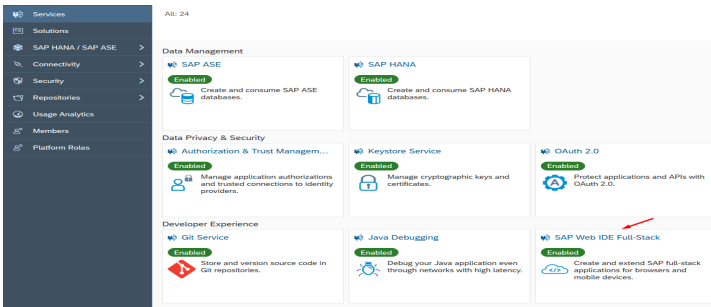 Services
Solutions
SAP HANA / SAP ASE
Connectivity
Security
Repositories
Usage Analytics
Members
Platform Roles
All: 24
Data Management
SAP ASE
Enabled
Create and consume SAP ASE
databases.
SAP HANA
Enabled
Create and consume SAP HANA
databases.
Data Privacy & Security
Authorization & Trust Managem...
Enabled
Manage application authorizations
and trusted connections to identity
providers.
Keystore Service
Enabled
Manage cryptographic keys and
certificates.
OAuth 2.0
Enabled
Protect applications and APIs with
OAuth 2.0.
Developer Experience
Git Service
Enabled
Store and version source code in
Git repositories.
Java Debugging
Enabled
Debug your Java application even
through networks with high latency.
SAP Web IDE Full-Stack
Enabled
Create and extend SAP full-stack
applications for browsers and
mobile devices.